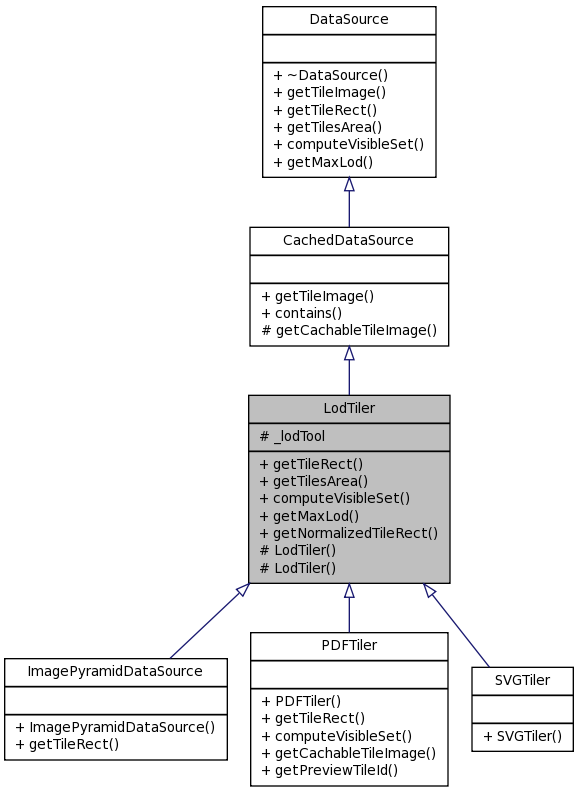 DataSource
+ ~DataSource()
+ getTileImage()
+ getTileRect()
+ getTilesArea()
+ computeVisibleSet()
+ getMaxLod()
CachedDataSource
+ getTileImage()
+ contains()
# getCachableTileImage()
LodTiler
# _lodTool
+ getTileRect()
+ getTilesArea()
+ computeVisibleSet()
+ getMaxLod()
+ getNormalizedTileRect()
# LodTiler()
# LodTiler()
ImagePyramidDataSource
+ ImagePyramidDataSource()
+ getTileRect()
PDFTiler
+ PDFTiler()
+ getTileRect()
+ computeVisibleSet()
+ getCachableTileImage()
+ getPreviewTileId()
SVGTiler
+ SVGTiler()